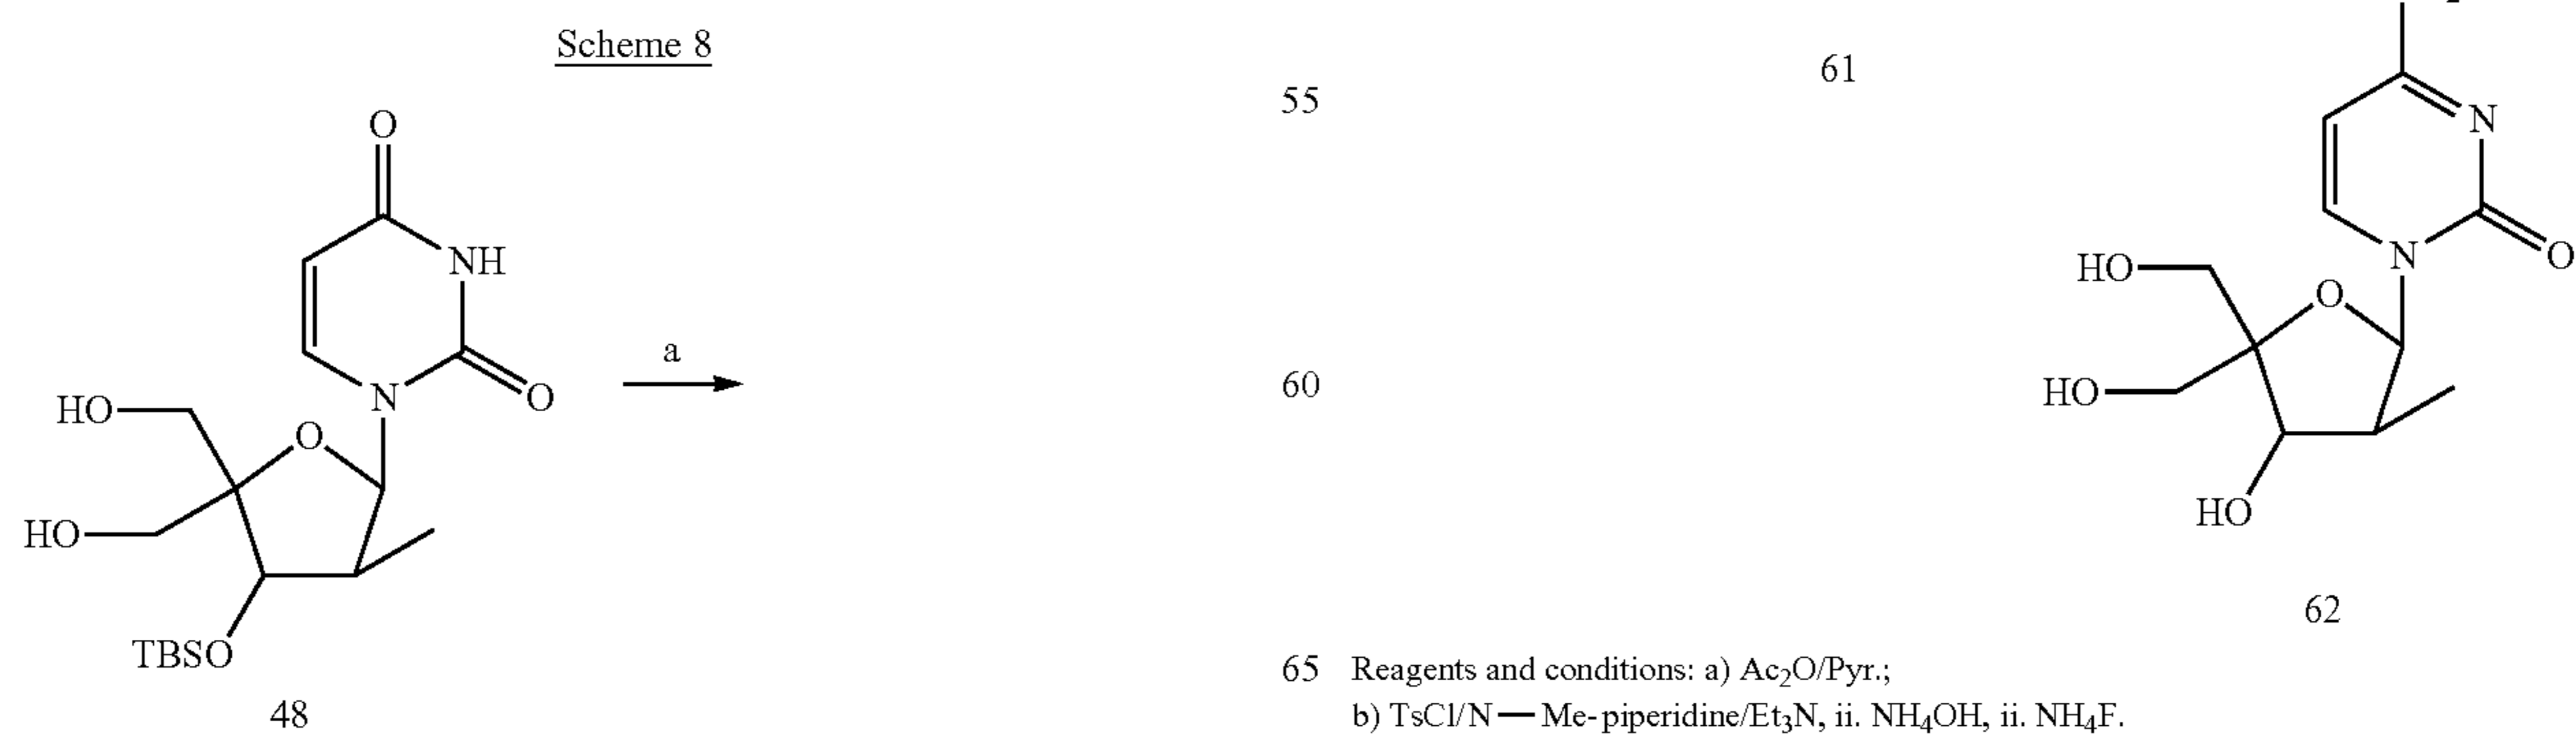 Scheme 8
O
NH
N
O
HO
O
HO
TBSO
48
a
55
60
65
61
N
N
O
HO
O
HO
HO
62
Reagents and conditions: a) Ac₂O/Pyr.;
b) TsCl/N — Me-piperidine/Et₃N, ii. NH₄OH, ii. NH₄F.